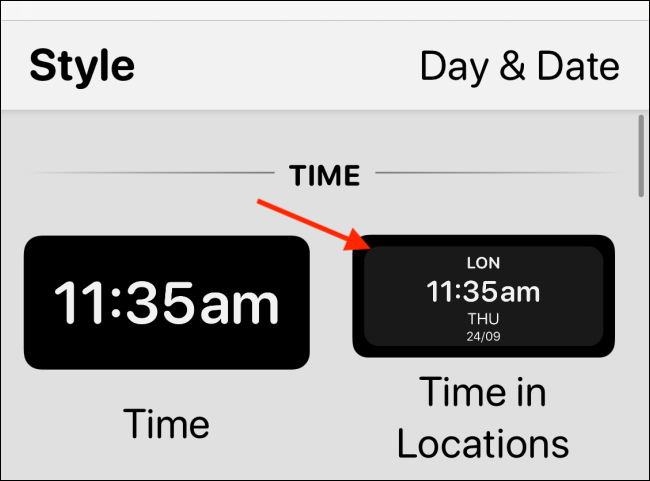 Style
Day & Date
TIME
11:35am
LON
11:35am
THU
24/09
Time
Time in
Locations